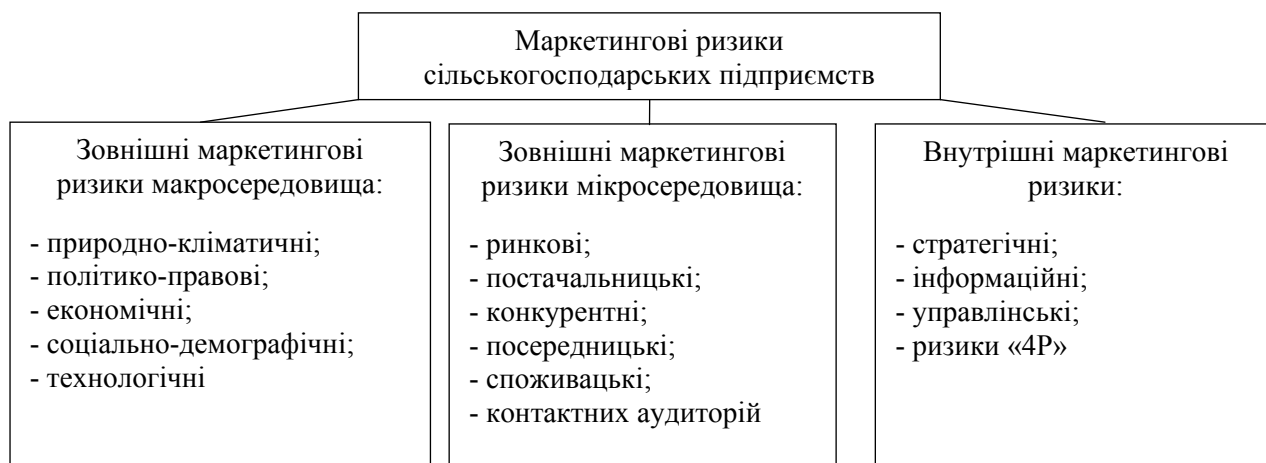 Маркетингові ризики
сільськогосподарських підприємств
Зовнішні маркетингові
ризики макросередовища:
- природно-кліматичні;
- політико-правові;
- економічні;
- соціально-демографічні;
- технологічні
Зовнішні маркетингові
ризики мікросередовища:
- ринкові;
- постачальницькі;
- конкурентні;
- посередницькі;
- споживацькі;
- контактних аудиторій
Внутрішні маркетингові
ризики:
- стратегічні;
- інформаційні;
- управлінські;
- ризики «4Р»